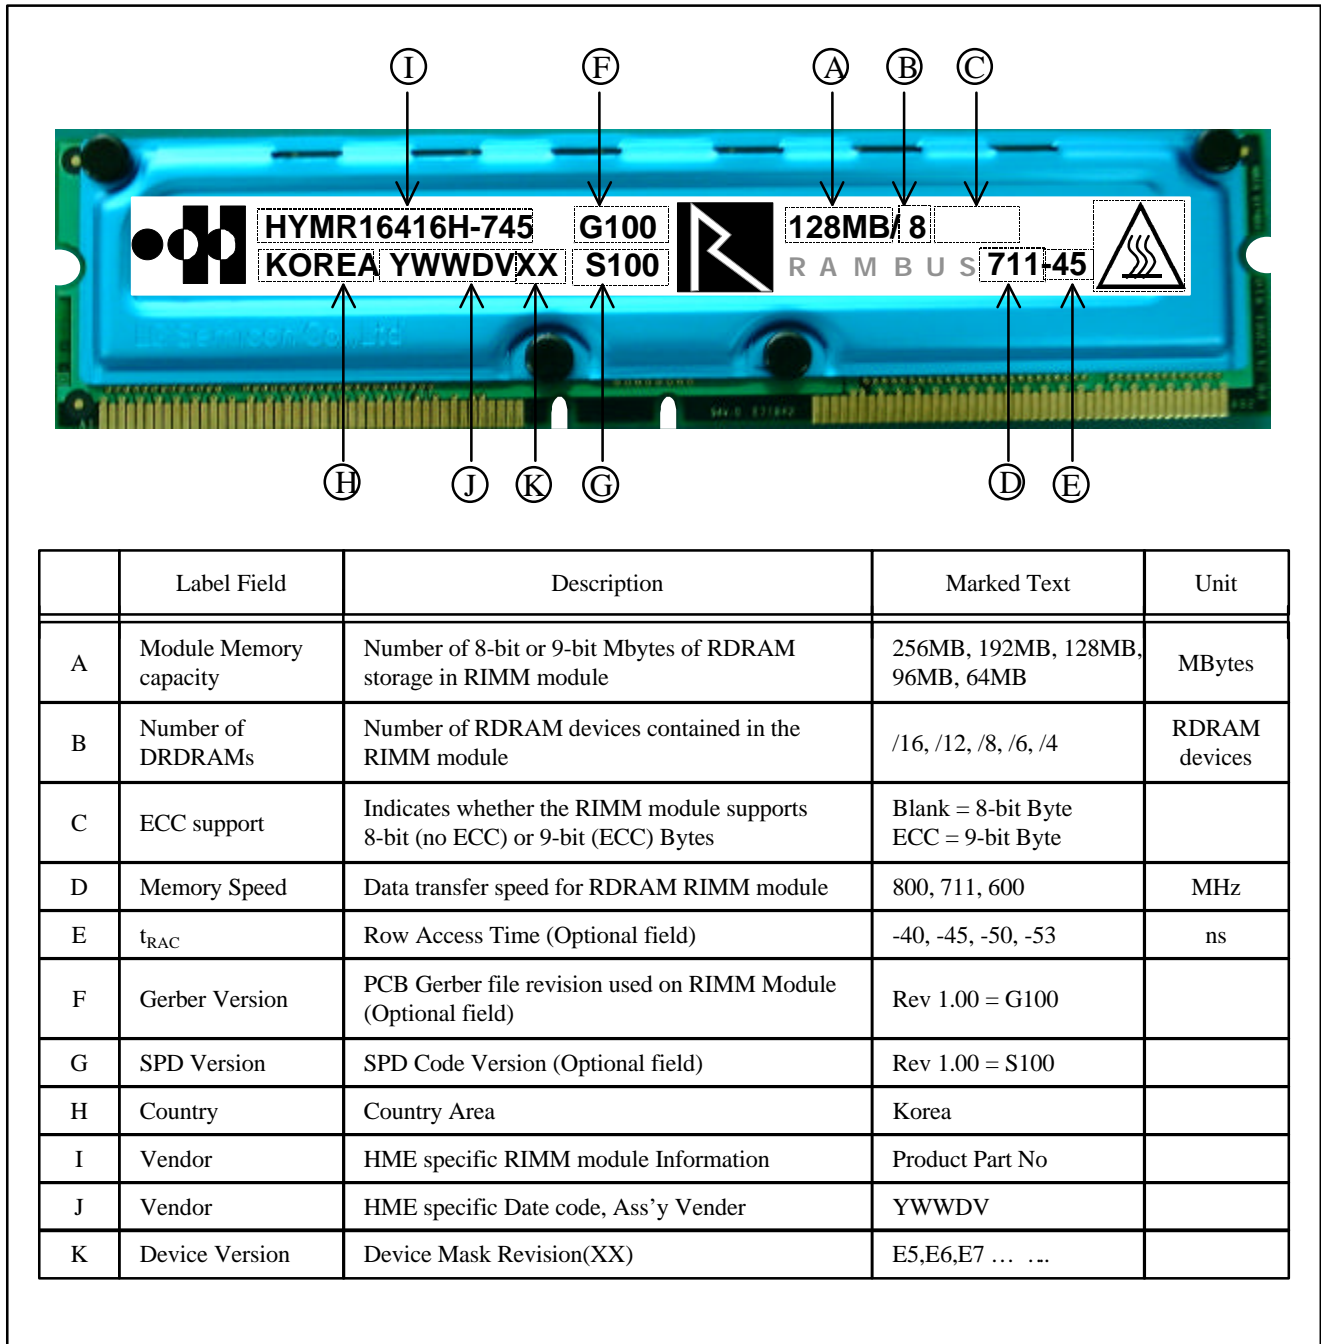 I F A B C
HYMR16416H-745 G100 128MB/ 8
KOREA YWWDVXX S100 RAMBUS 711-45
H J K G D E
Label Field Description Marked Text Unit
A Module Memory capacity Number of 8-bit or 9-bit Mbytes of RDRAM storage in RIMM module 256MB, 192MB, 128MB, 96MB, 64MB MBytes
B Number of DRDRAMs Number of RDRAM devices contained in the RIMM module /16, /12, /8, /6, /4 RDRAM devices
C ECC support Indicates whether the RIMM module supports 8-bit (no ECC) or 9-bit (ECC) Bytes Blank = 8-bit Byte ECC = 9-bit Byte
D Memory Speed Data transfer speed for RDRAM RIMM module 800, 711, 600 MHz
E tRAC Row Access Time (Optional field) -40, -45, -50, -53 ns
F Gerber Version PCB Gerber file revision used on RIMM Module (Optional field) Rev 1.00 = G100
G SPD Version SPD Code Version (Optional field) Rev 1.00 = S100
H Country Country Area Korea
I Vendor HME specific RIMM module Information Product Part No
J Vendor HME specific Date code, Ass’y Vender YWWDV
K Device Version Device Mask Revision(XX) E5,E6,E7 … …..